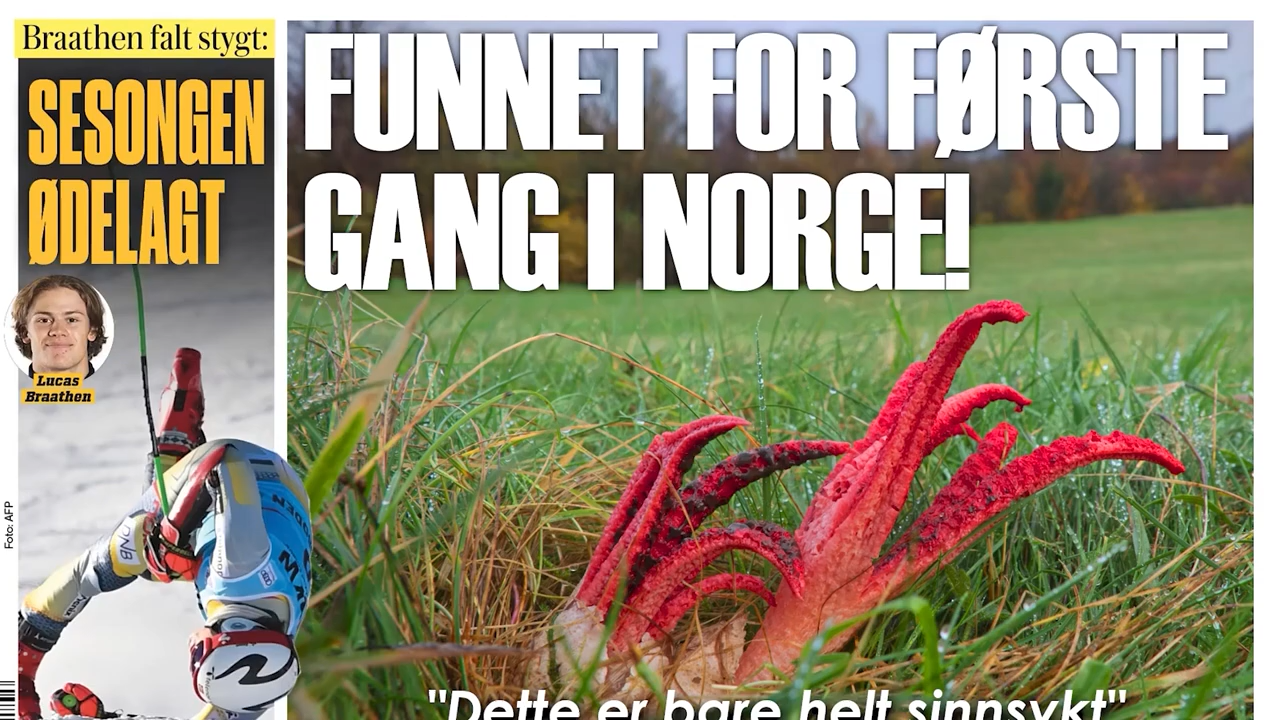 Braathen falt stygt:
SESONGEN
ØDELAGT
Lucas
Braathen
Foto: AFP
FUNNET FOR FØRSTE
GANG I NORGE!
"Dette er bare helt sinnsykt"
DNB